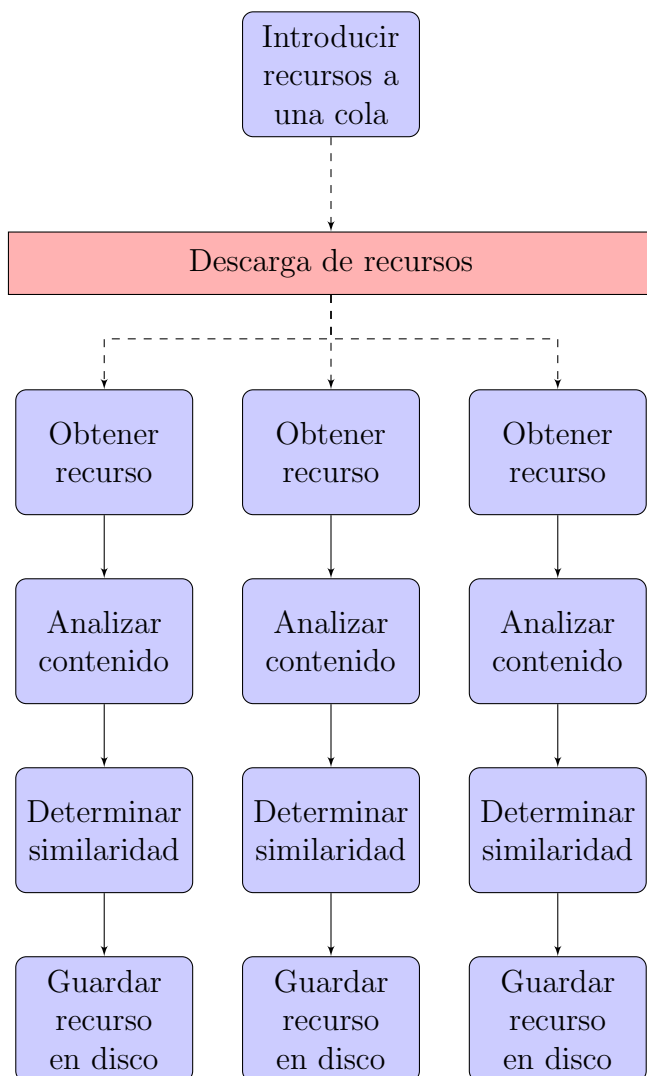 Introducir
recursos a
una cola
Descarga de recursos
Obtener
recurso
Obtener
recurso
Obtener
recurso
Analizar
contenido
Analizar
contenido
Analizar
contenido
Determinar
similaridad
Determinar
similaridad
Determinar
similaridad
Guardar
recurso
en disco
Guardar
recurso
en disco
Guardar
recurso
en disco